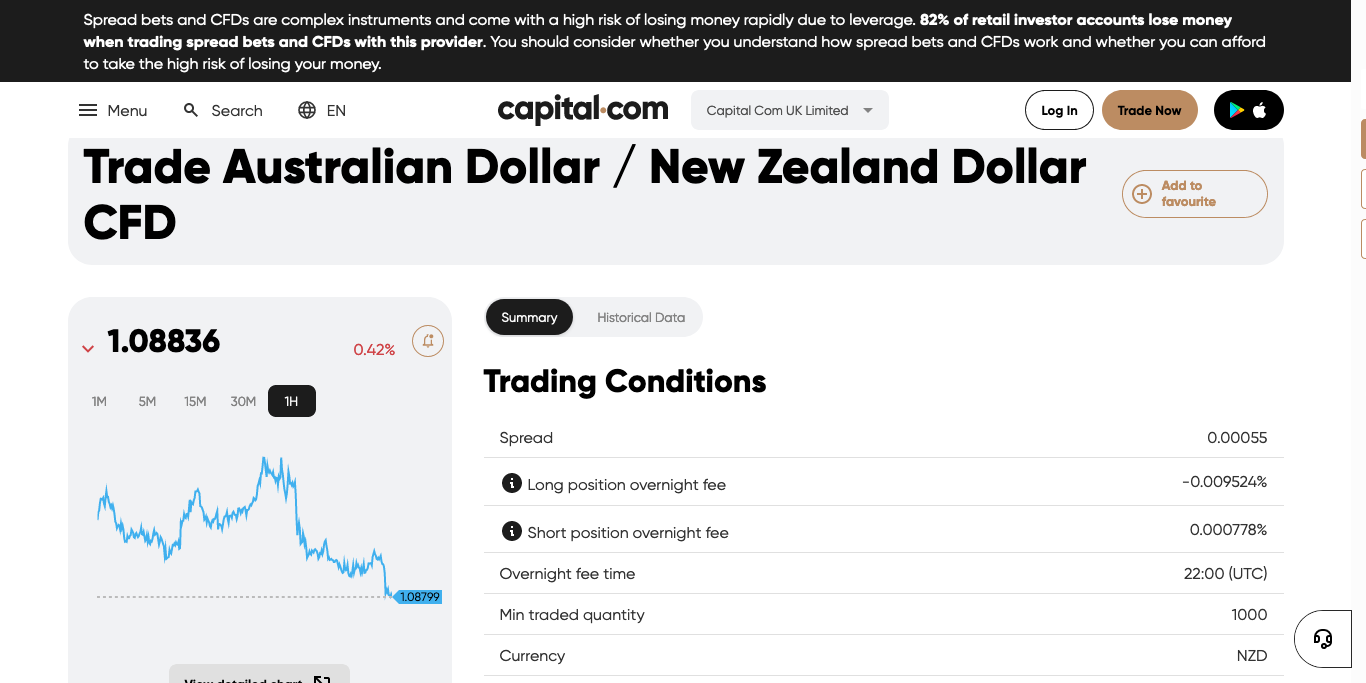 Spread bets and CFDs are complex instruments and come with a high risk of losing money rapidly due to leverage. 82% of retail investor accounts lose money
when trading spread bets and CFDs with this provider. You should consider whether you understand how spread bets and CFDs work and whether you can afford
to take the high risk of losing your money.
Menu
Search
EN
capital.com
Capital Com UK Limited
Log In
Trade Now
Trade Australian Dollar / New Zealand Dollar
CFD
Add to
favourite
1.08836
0.42%
1M 5M 15M 30M 1H
1.08799
View detailed chart
Summary
Historical Data
Trading Conditions
Spread 0.00055
Long position overnight fee -0.009524%
Short position overnight fee 0.000778%
Overnight fee time 22:00 (UTC)
Min traded quantity 1000
Currency NZD